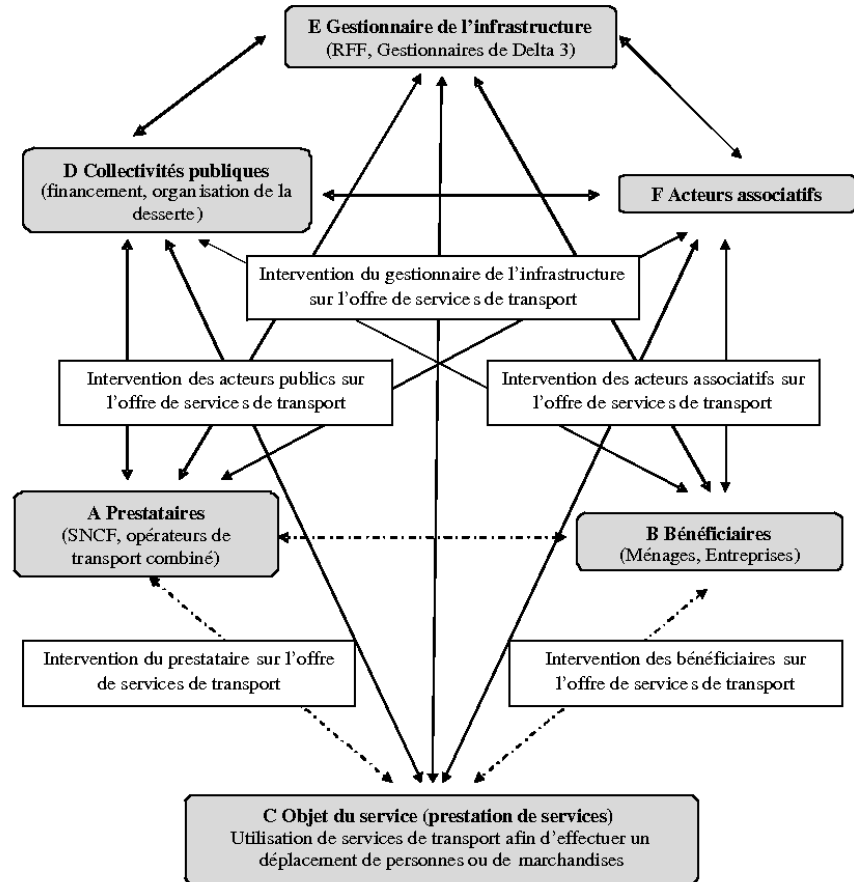 E Gestionnaire de l’infrastructure
(RFF, Gestionnaires de Delta 3)
D Collectivités publiques
(financement, organisation de la
desserte)
F Acteurs associatifs
Intervention du gestionnaire de l’infrastructure
sur l’offre de services de transport
Intervention des acteurs publics sur
l’offre de services de transport
Intervention des acteurs associatifs sur
l’offre de services de transport
A Prestataires
(SNCF, opérateurs de
transport combiné)
B Bénéficiaires
(Ménages, Entreprises)
Intervention du prestataire sur l’offre
de services de transport
Intervention des bénéficiaires sur
l’offre de services de transport
C Objet du service (prestation de services)
Utilisation de services de transport afin d’effectuer un
déplacement de personnes ou de marchandises